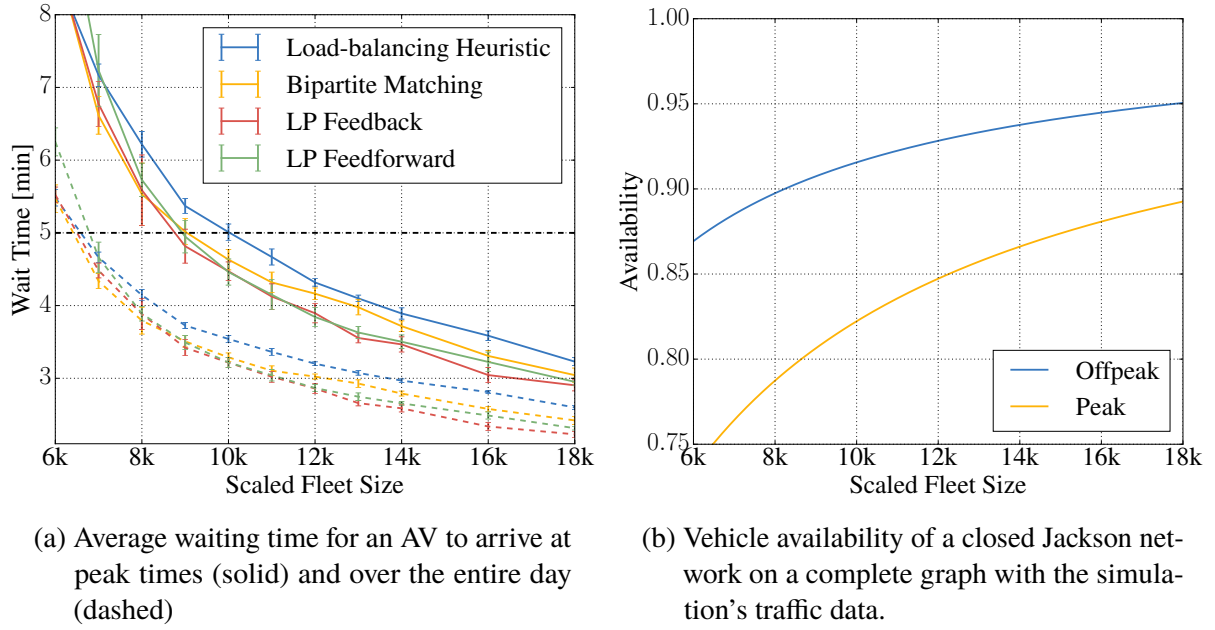 8
7
6
5
4
3
Wait Time [min]
6k 8k 10k 12k 14k 16k 18k
Scaled Fleet Size
Load-balancing Heuristic
Bipartite Matching
LP Feedback
LP Feedforward
(a) Average waiting time for an AV to arrive at
peak times (solid) and over the entire day
(dashed)
1.00
0.95
0.90
0.85
0.80
0.75
Availability
6k 8k 10k 12k 14k 16k 18k
Scaled Fleet Size
Offpeak
Peak
(b) Vehicle availability of a closed Jackson net-
work on a complete graph with the simula-
tion’s traffic data.